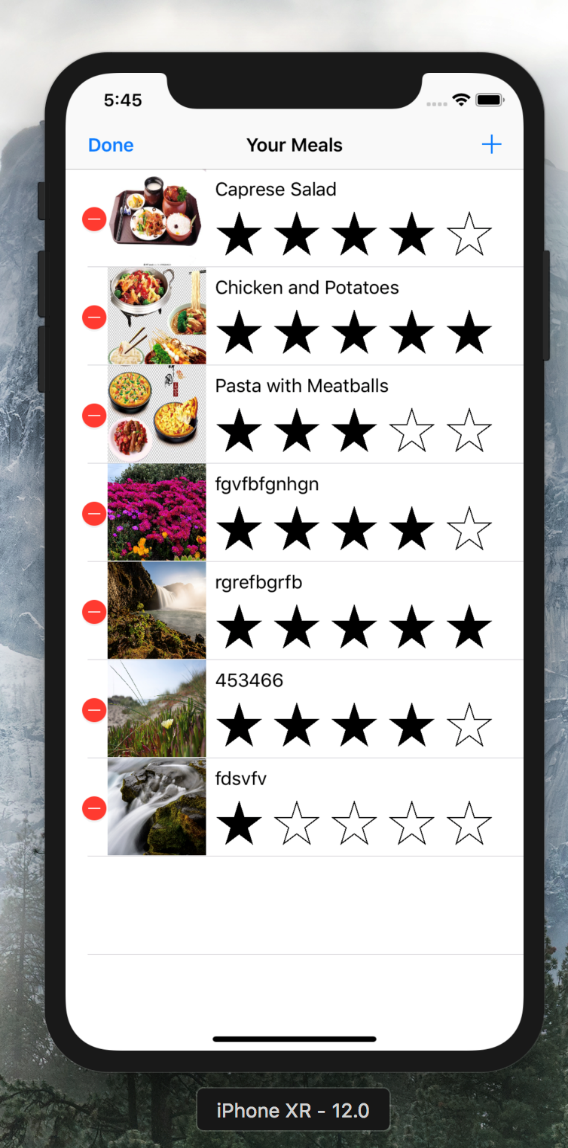 5:45
Done Your Meals +
Caprese Salad
Chicken and Potatoes
Pasta with Meatballs
fgvfbfgnhgn
rgrefbgrfb
453466
fdsvfv
iPhone XR - 12.0